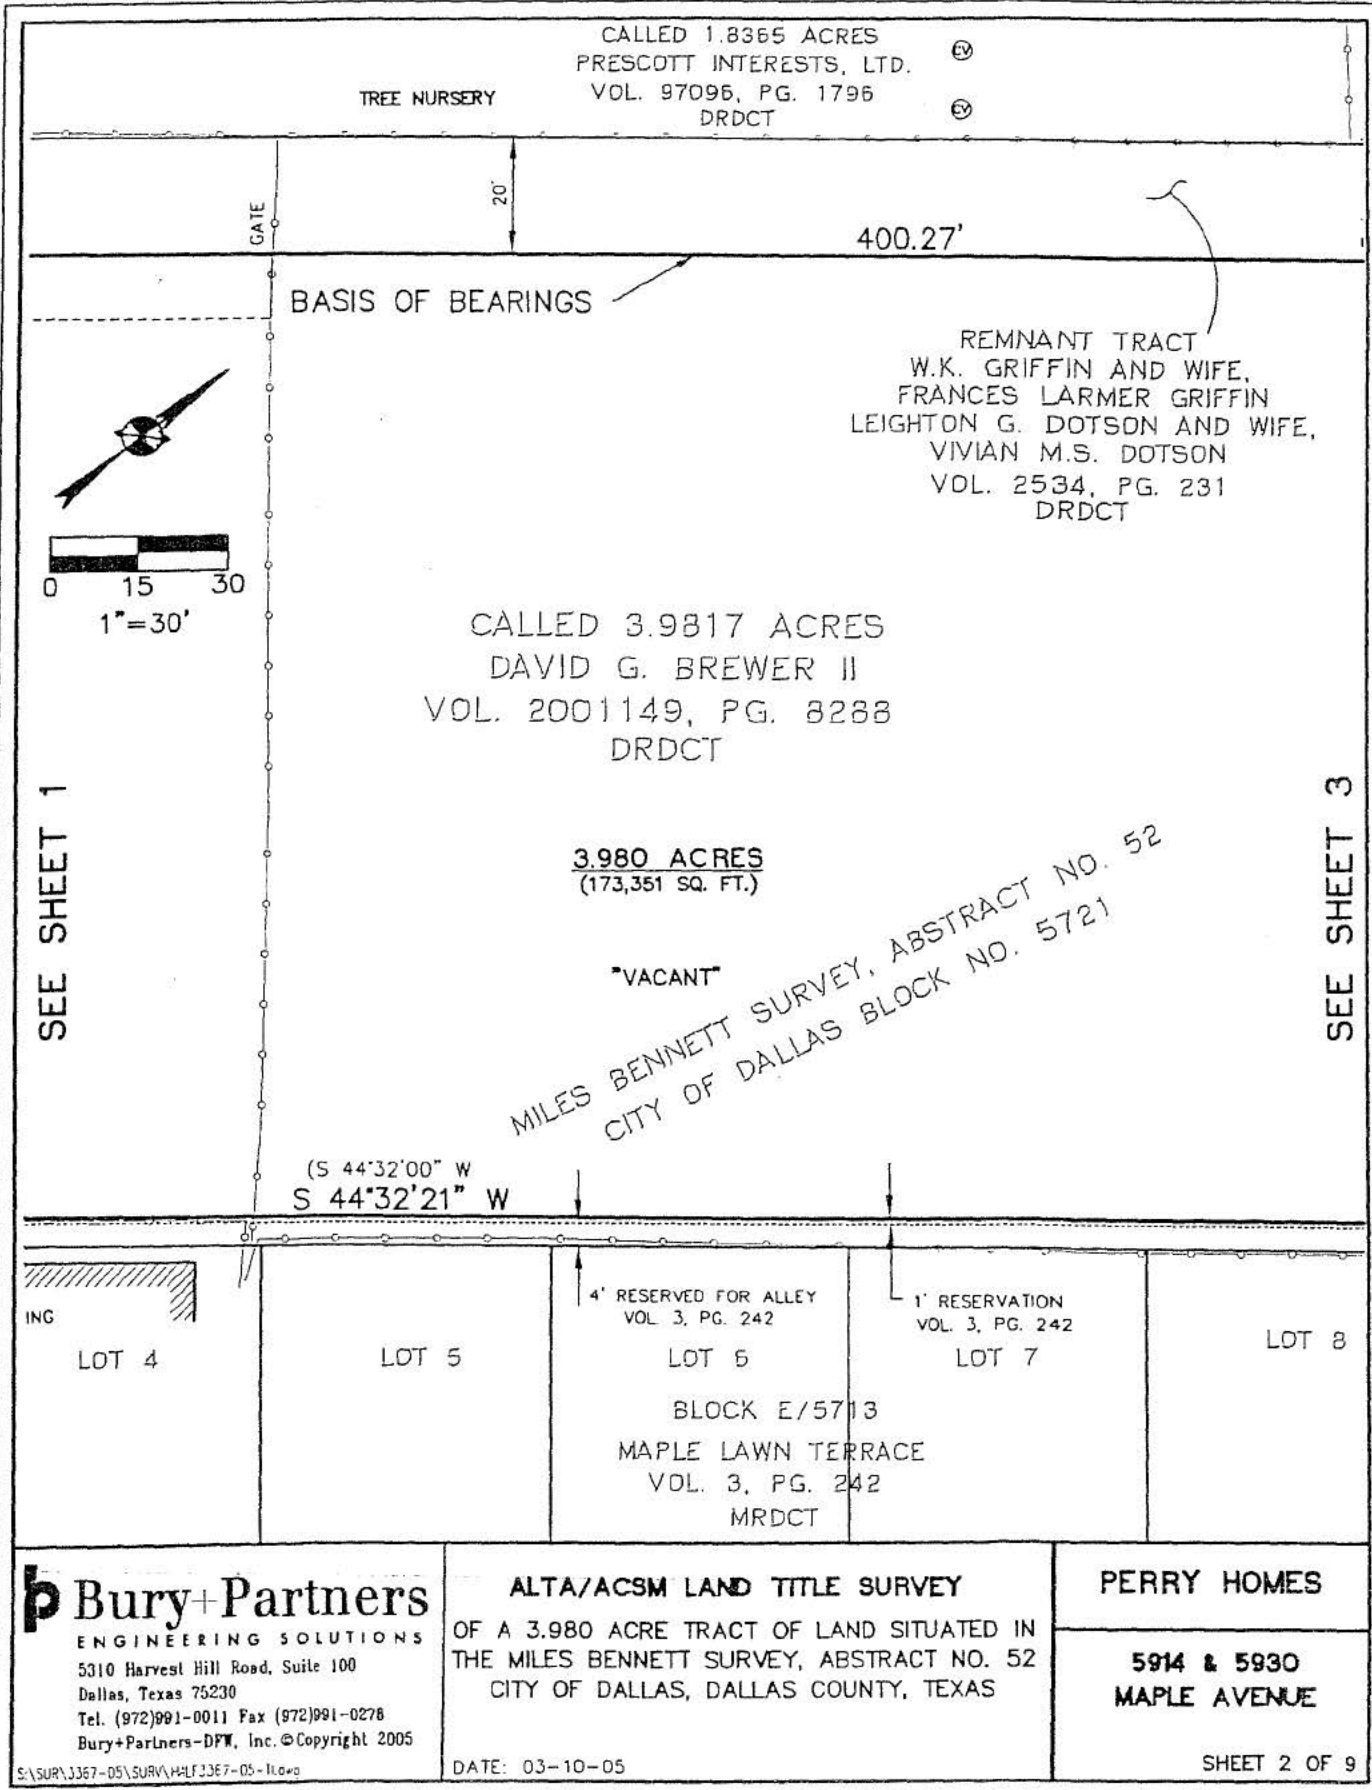 CALLED 1.8365 ACRES
PRESCOTT INTERESTS, LTD.
VOL. 97096, PG. 1796
DRDCT
EV
EV
TREE NURSERY
GATE
20'
400.27'
BASIS OF BEARINGS
REMNANT TRACT
W.K. GRIFFIN AND WIFE,
FRANCES LARMER GRIFFIN
LEIGHTON G. DOTSON AND WIFE,
VIVIAN M.S. DOTSON
VOL. 2534, PG. 231
DRDCT
0 15 30
1"=30'
CALLED 3.9817 ACRES
DAVID G. BREWER II
VOL. 2001149, PG. 8288
DRDCT
SEE SHEET 1
SEE SHEET 3
3.980 ACRES
(173,351 SQ. FT.)
"VACANT"
MILES BENNETT SURVEY, ABSTRACT NO. 52
CITY OF DALLAS BLOCK NO. 5721
(S 44°32'00" W
S 44°32'21" W
4' RESERVED FOR ALLEY
VOL. 3, PG. 242
1' RESERVATION
VOL. 3, PG. 242
ING
LOT 4
LOT 5
LOT 6
LOT 7
LOT 8
BLOCK E/5713
MAPLE LAWN TERRACE
VOL. 3, PG. 242
MRDCT
Bury+Partners
ENGINEERING SOLUTIONS
5310 Harvest Hill Road, Suite 100
Dallas, Texas 75230
Tel. (972)991-0011 Fax (972)991-0278
Bury+Partners-DFW, Inc. ©Copyright 2005
ALTA/ACSM LAND TITLE SURVEY
OF A 3.980 ACRE TRACT OF LAND SITUATED IN
THE MILES BENNETT SURVEY, ABSTRACT NO. 52
CITY OF DALLAS, DALLAS COUNTY, TEXAS
DATE: 03-10-05
PERRY HOMES
5914 & 5930
MAPLE AVENUE
SHEET 2 OF 9